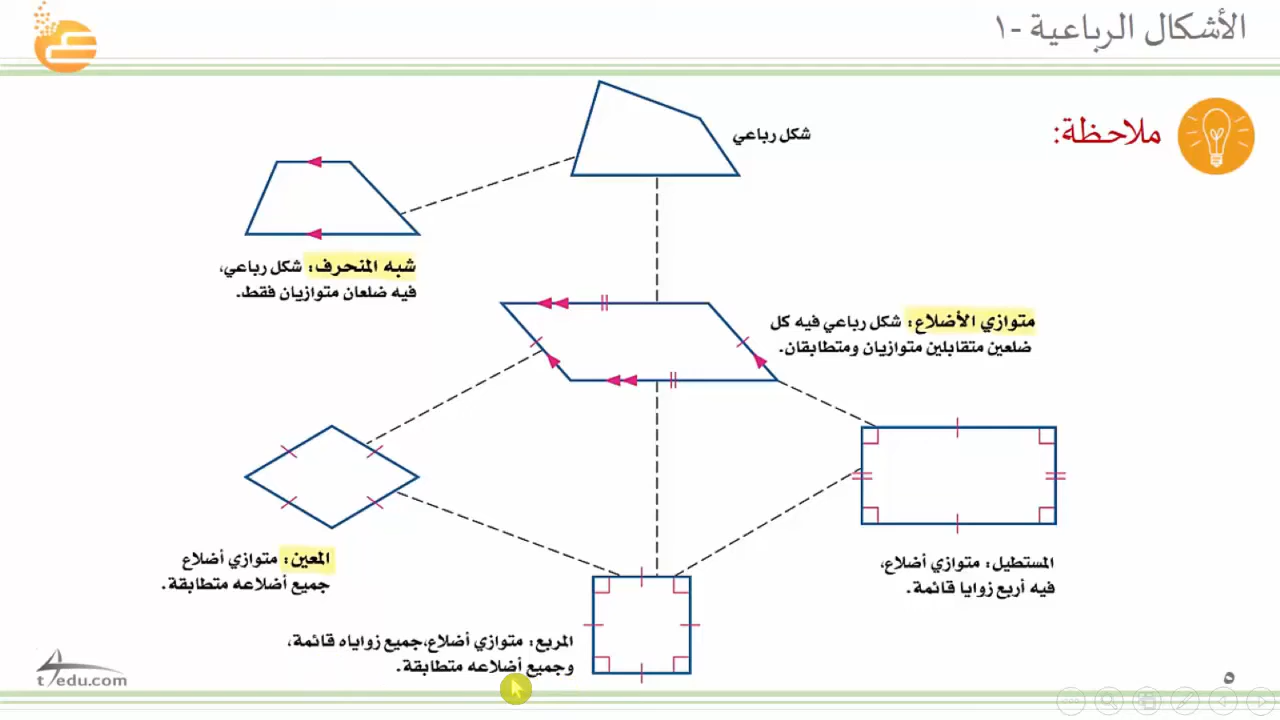 الأشكال الرباعية -١
ملاحظة:
شكل رباعي
شبه المنحرف: شكل رباعي،
فيه ضلعان متوازيان فقط.
متوازي الأضلاع: شكل رباعي فيه كل
ضلعين متقابلين متوازيان ومتطابقان.
المعين: متوازي أضلاع
جميع أضلاعه متطابقة.
المستطيل: متوازي أضلاع،
فيه أربع زوايا قائمة.
المربع: متوازي أضلاع،جميع زواياه قائمة،
وجميع أضلاعه متطابقة.
t4edu.com
٥